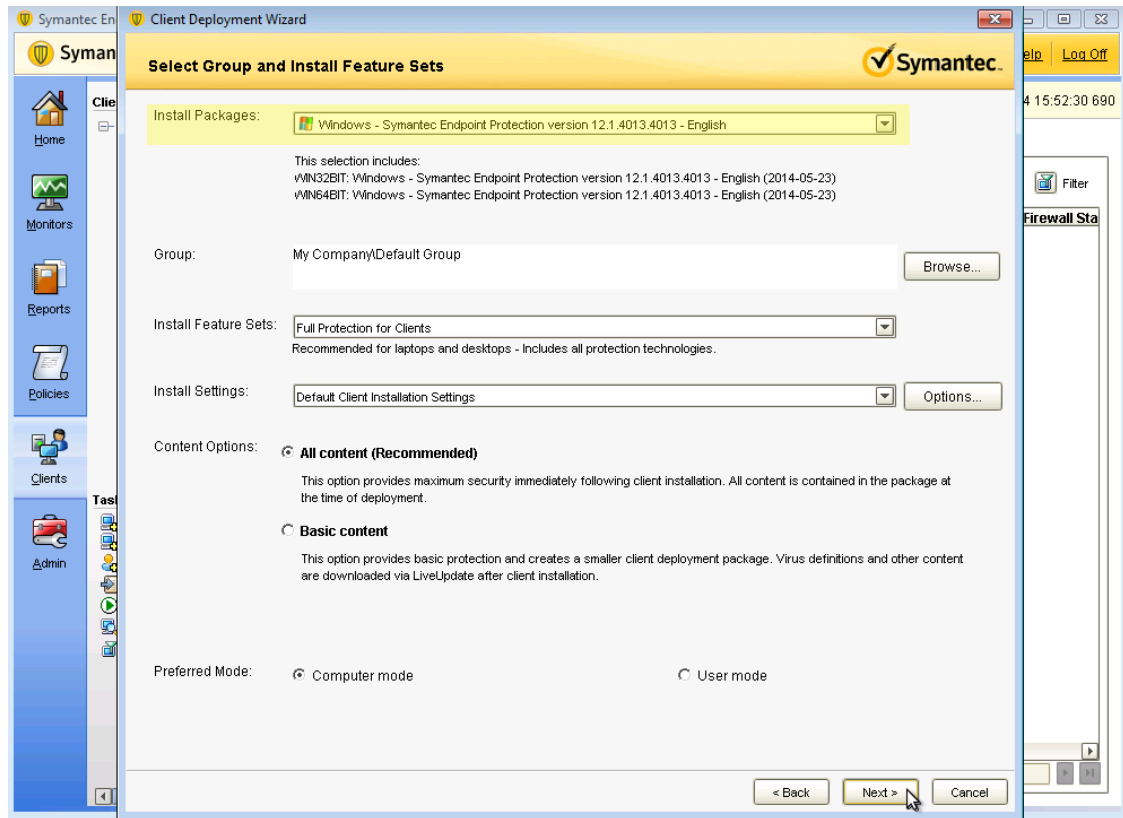 Symantec En
Client Deployment Wizard
Syman
Select Group and Install Feature Sets
Symantec.
elp
Log Off
4 15:52:30 690
Clie
Install Packages:
Windows - Symantec Endpoint Protection version 12.1.4013.4013 - English
This selection includes:
WIN32BIT: Windows - Symantec Endpoint Protection version 12.1.4013.4013 - English (2014-05-23)
WIN64BIT: Windows - Symantec Endpoint Protection version 12.1.4013.4013 - English (2014-05-23)
Home
Filter
Monitors
Firewall Sta
Group:
My Company\Default Group
Browse...
Reports
Install Feature Sets:
Full Protection for Clients
Recommended for laptops and desktops - Includes all protection technologies.
Install Settings:
Default Client Installation Settings
Options...
Policies
Content Options:
All content (Recommended)
This option provides maximum security immediately following client installation. All content is contained in the package at
the time of deployment.
Clients
Tasl
Basic content
This option provides basic protection and creates a smaller client deployment package. Virus definitions and other content
are downloaded via LiveUpdate after client installation.
Admin
Preferred Mode:
Computer mode
User mode
< Back
Next >
Cancel